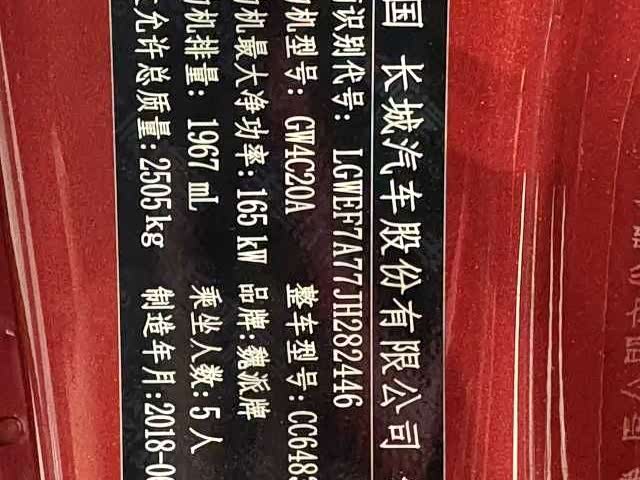 国 长城汽车股份有限公司
识别代号: LGWEF7A77JH282446
机型号: GW4C20A 整车型号: CC648
机最大净功率: 165 kW 品牌: 魏派牌
机排量: 1967 mL 乘坐人数: 5 人
允许总质量: 2505 kg 制造年月: 2018-0